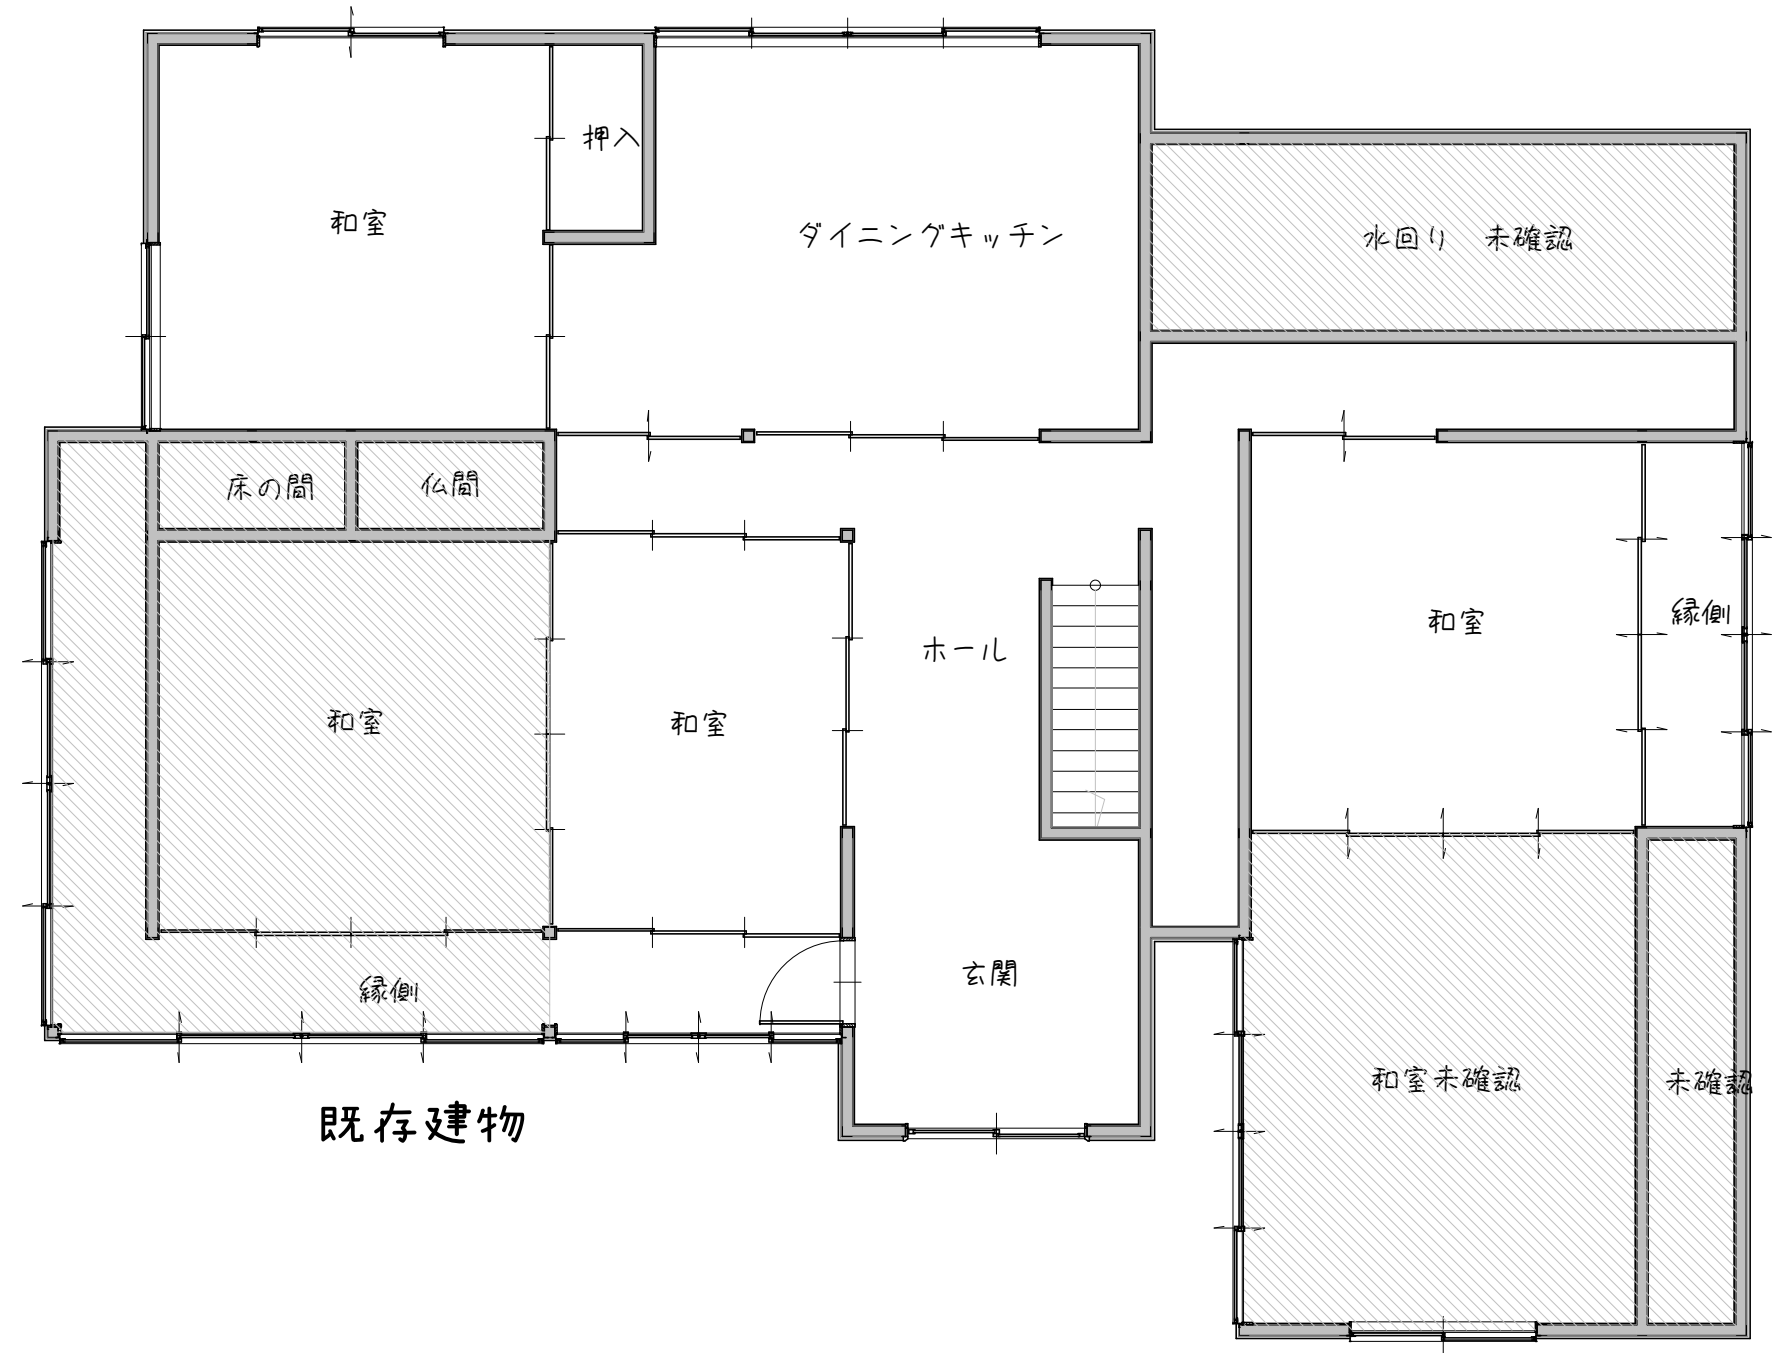 押入
和室
ダイニングキッチン
水回り　未確認
床の間
仏間
和室
縁側
ホール
和室
和室
縁側
玄関
和室未確認
未確認
既存建物